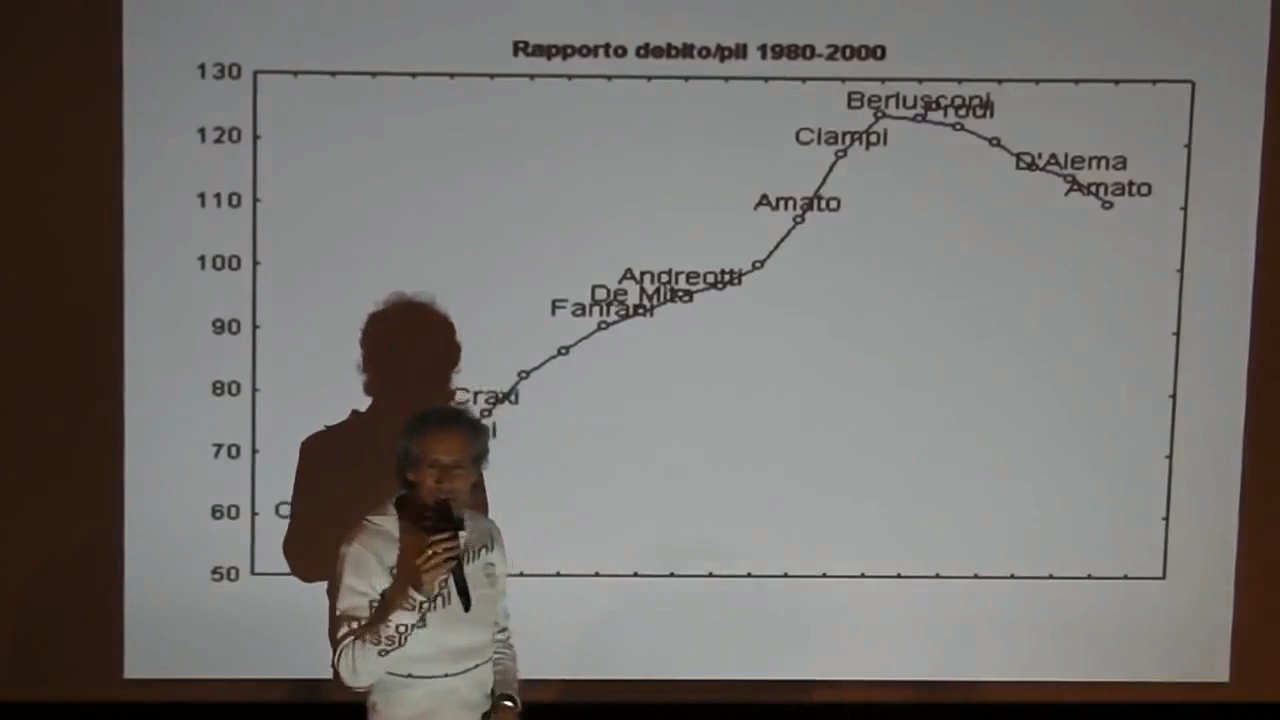 Rapporto debito/pil 1980-2000
130
120
110
100
90
80
70
60
50
Berlusconi
Prodi
Ciampi
D'Alema
Amato
Amato
Andreotti
De Mita
Fanfani
Craxi